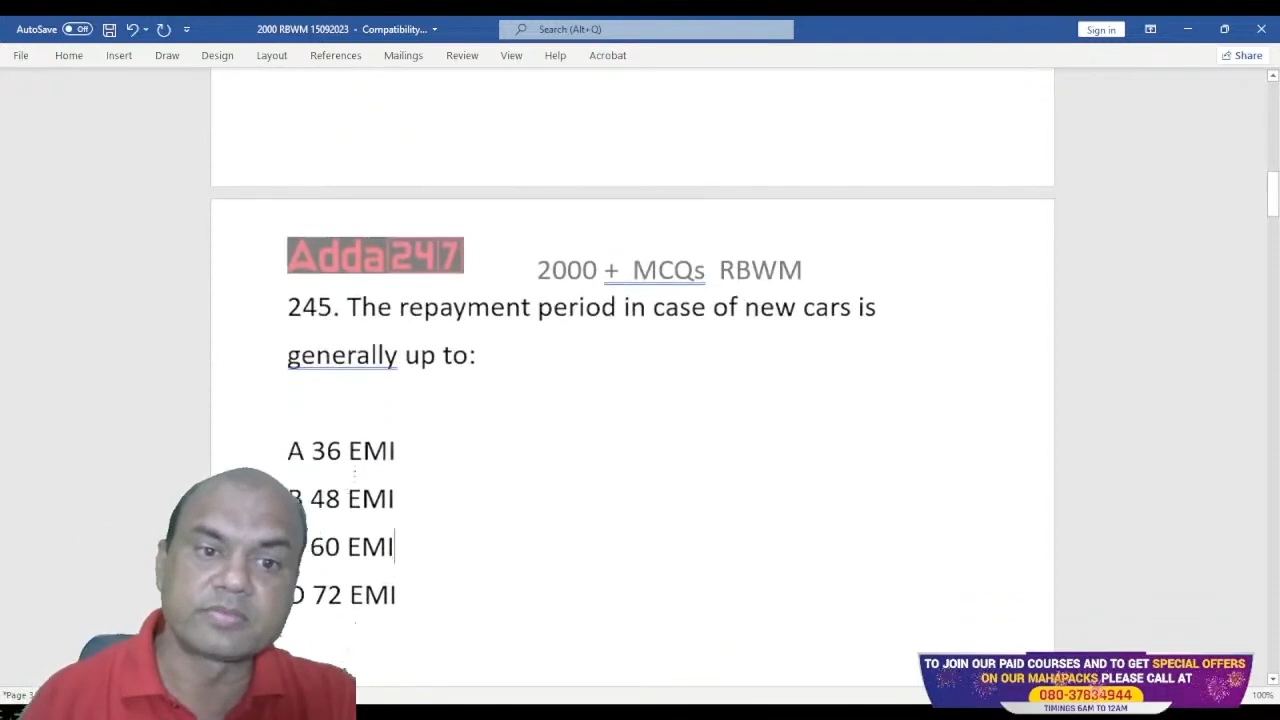 AutoSave Off 2000 RBWM 15092023 - Compatibility... Search (Alt+Q) Sign in
File Home Insert Draw Design Layout References Mailings Review View Help Acrobat Share
Adda 247
2000 + MCQs RBWM
245. The repayment period in case of new cars is
generally up to:
A 36 EMI
48 EMI
60 EMI
D 72 EMI
TO JOIN OUR PAID COURSES AND TO GET SPECIAL OFFERS
ON OUR MAHAPACKS PLEASE CALL AT
080-37834944
TIMINGS 6AM TO 12AM
100%